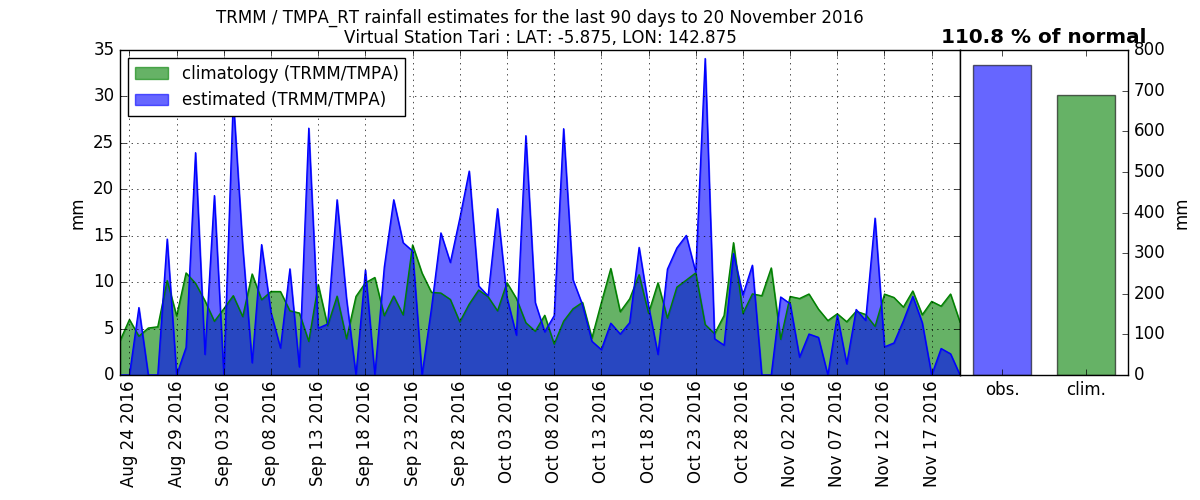 TRMM / TMPA_RT rainfall estimates for the last 90 days to 20 November 2016
Virtual Station Tari : LAT: -5.875, LON: 142.875
110.8 % of normal
climatology (TRMM/TMPA)
estimated (TRMM/TMPA)
mm
35
30
25
20
15
10
5
0
Aug 24 2016
Aug 29 2016
Sep 03 2016
Sep 08 2016
Sep 13 2016
Sep 18 2016
Sep 23 2016
Sep 28 2016
Oct 03 2016
Oct 08 2016
Oct 13 2016
Oct 18 2016
Oct 23 2016
Oct 28 2016
Nov 02 2016
Nov 07 2016
Nov 12 2016
Nov 17 2016
obs.
clim.
800
700
600
500
400
300
200
100
0
mm